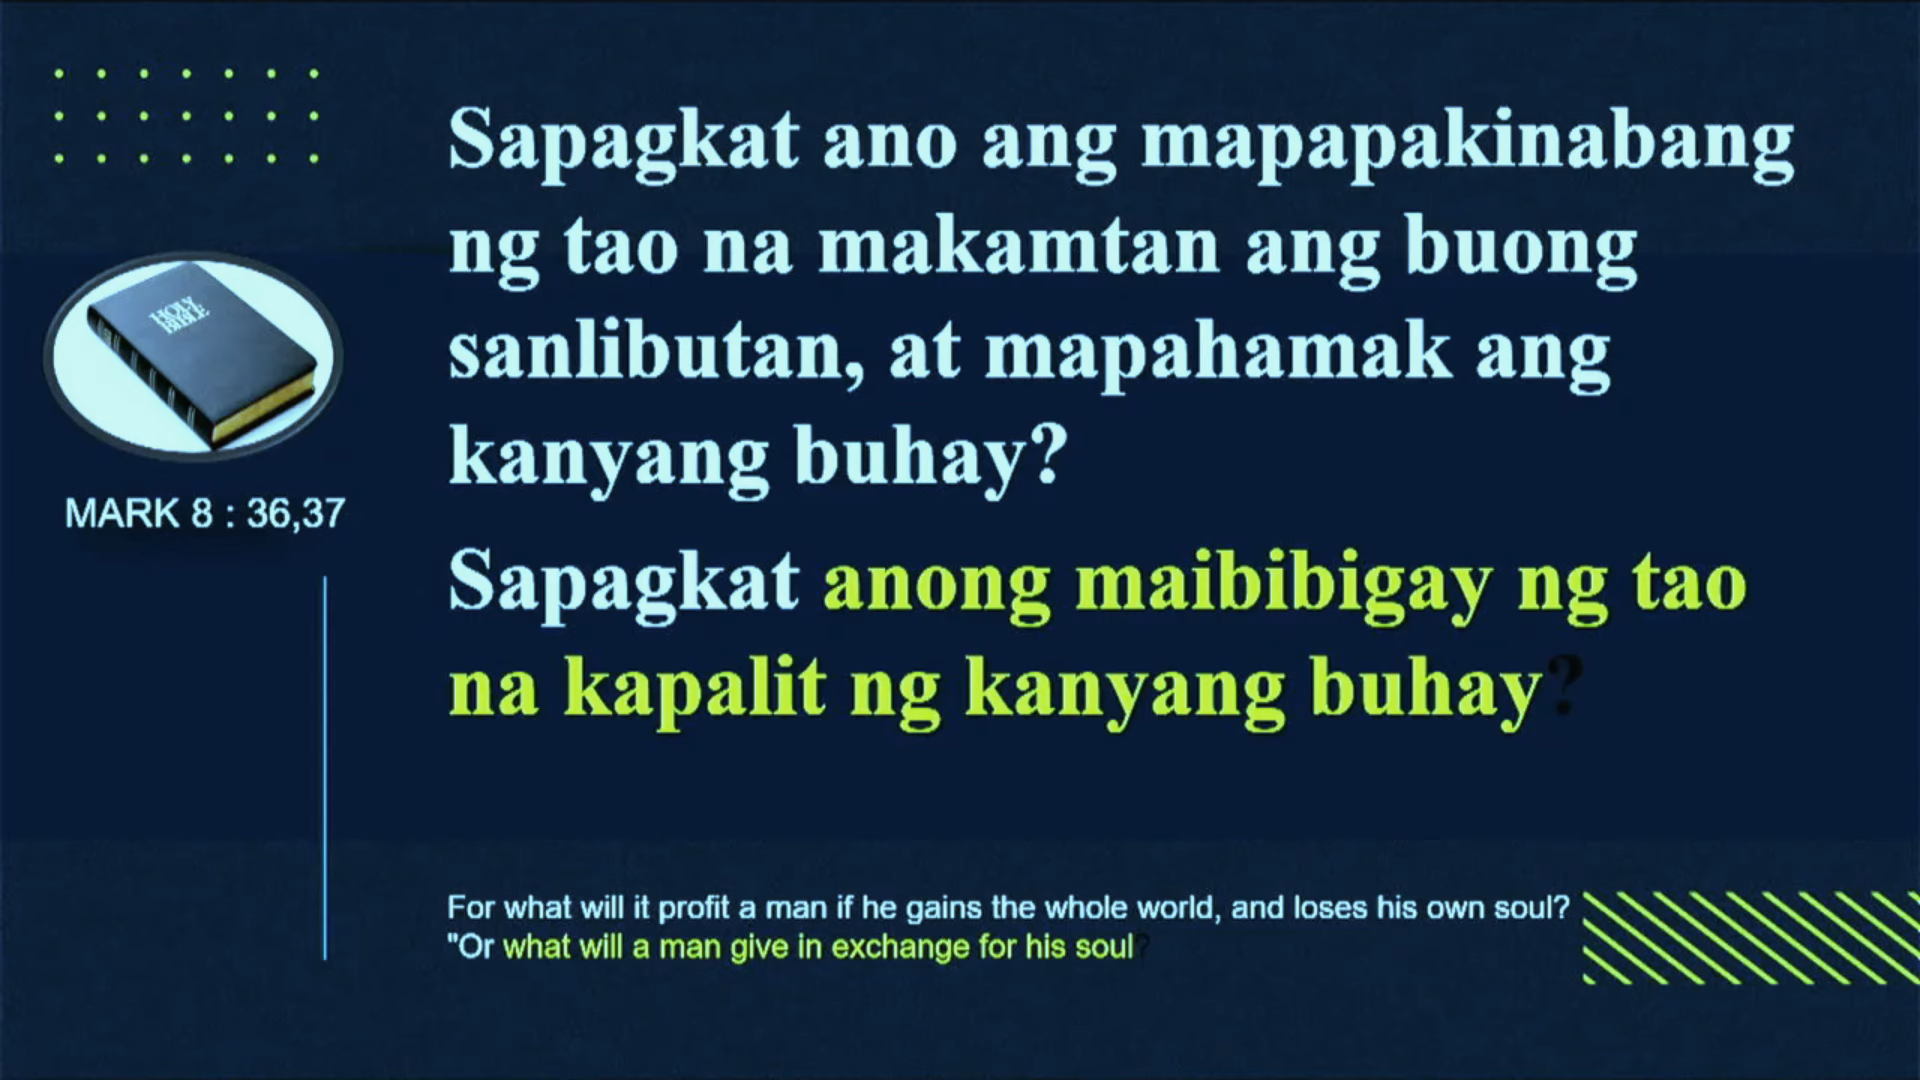 Sapagkat ano ang mapapakinabang
ng tao na makamtan ang buong
sanlibutan, at mapahamak ang
kanyang buhay?
HOLY
BIBLE
MARK 8 : 36,37
Sapagkat anong maibibigay ng tao
na kapalit ng kanyang buhay?
For what will it profit a man if he gains the whole world, and loses his own soul?
"Or what will a man give in exchange for his soul?